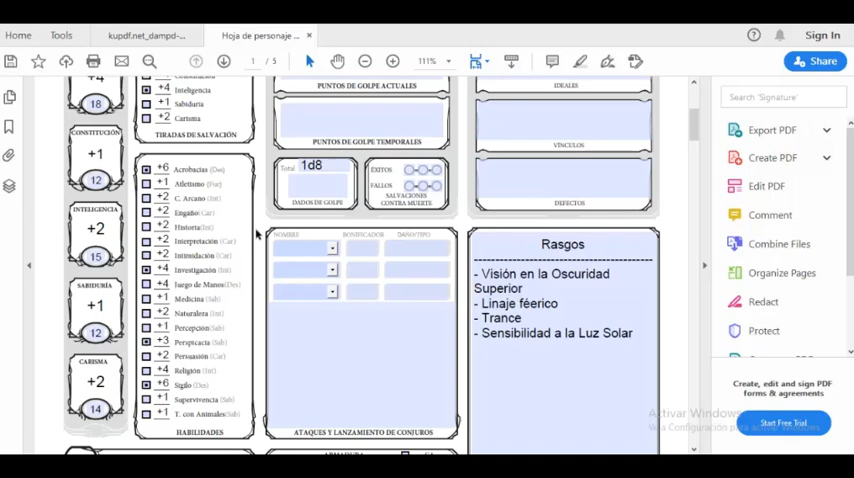 Home
Tools
kupdf.net_dampd-...
Hoja de personaje ...
×
?
Sign In
1 / 5
111%
Share
+4
18
CONSTITUCIÓN
+1
12
INTELIGENCIA
+2
15
SABIDURÍA
+1
12
CARISMA
+2
14
+4 Inteligencia
+1 Sabiduría
+2 Carisma
TIRADAS DE SALVACIÓN
+6 Acrobacias (Des)
+1 Atletismo (Fue)
+2 C. Arcano (Int)
+2 Engaño(Car)
+2 Historia(Int)
+2 Interpretación (Car)
+2 Intimidación (Car)
+4 Investigación (Int)
+4 Juego de Manos(Des)
+1 Medicina (Sab)
+2 Naturaleza (Int)
+1 Percepción(Sab)
+3 Perspicacia (Sab)
+2 Persuasión (Car)
+4 Religión (Int)
+6 Sigilo (Des)
+1 Supervivencia (Sab)
+1 T. con Animales(Sab)
HABILIDADES
PUNTOS DE GOLPE ACTUALES
PUNTOS DE GOLPE TEMPORALES
Total 1d8
DADOS DE GOLPE
ÉXITOS
FALLOS
SALVACIONES
CONTRA MUERTE
NOMBRE BONIFICADOR DAÑO/TIPO
ATAQUES Y LANZAMIENTO DE CONJUROS
ARMADURA
IDEALES
VÍNCULOS
DEFECTOS
Rasgos
- Visión en la Oscuridad
Superior
- Linaje féerico
- Trance
- Sensibilidad a la Luz Solar
Search 'Signature'
Export PDF
Create PDF
Edit PDF
Comment
Combine Files
Organize Pages
Redact
Protect
Create, edit and sign PDF
forms & agreements
Start Free Trial
Activar Windows